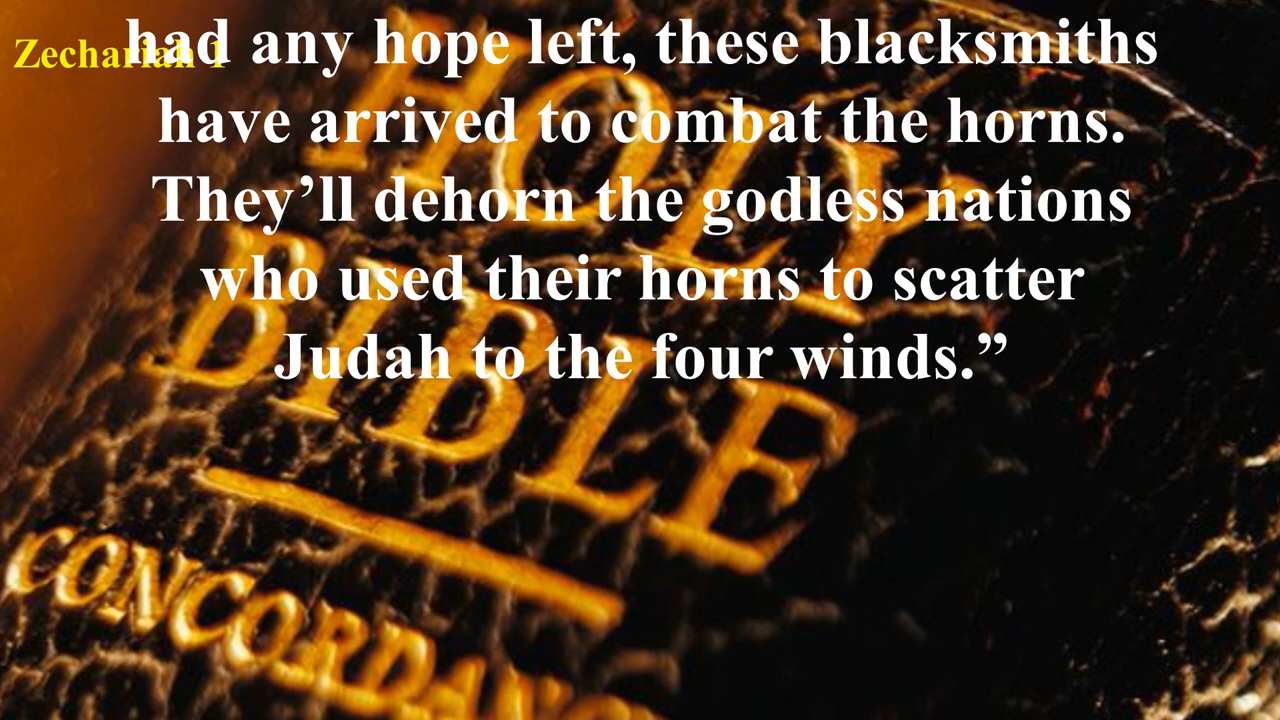 Zechariah 1
had any hope left, these blacksmiths
have arrived to combat the horns.
They’ll dehorn the godless nations
who used their horns to scatter
Judah to the four winds.”
HOLY
BIBLE
CONCORDANC